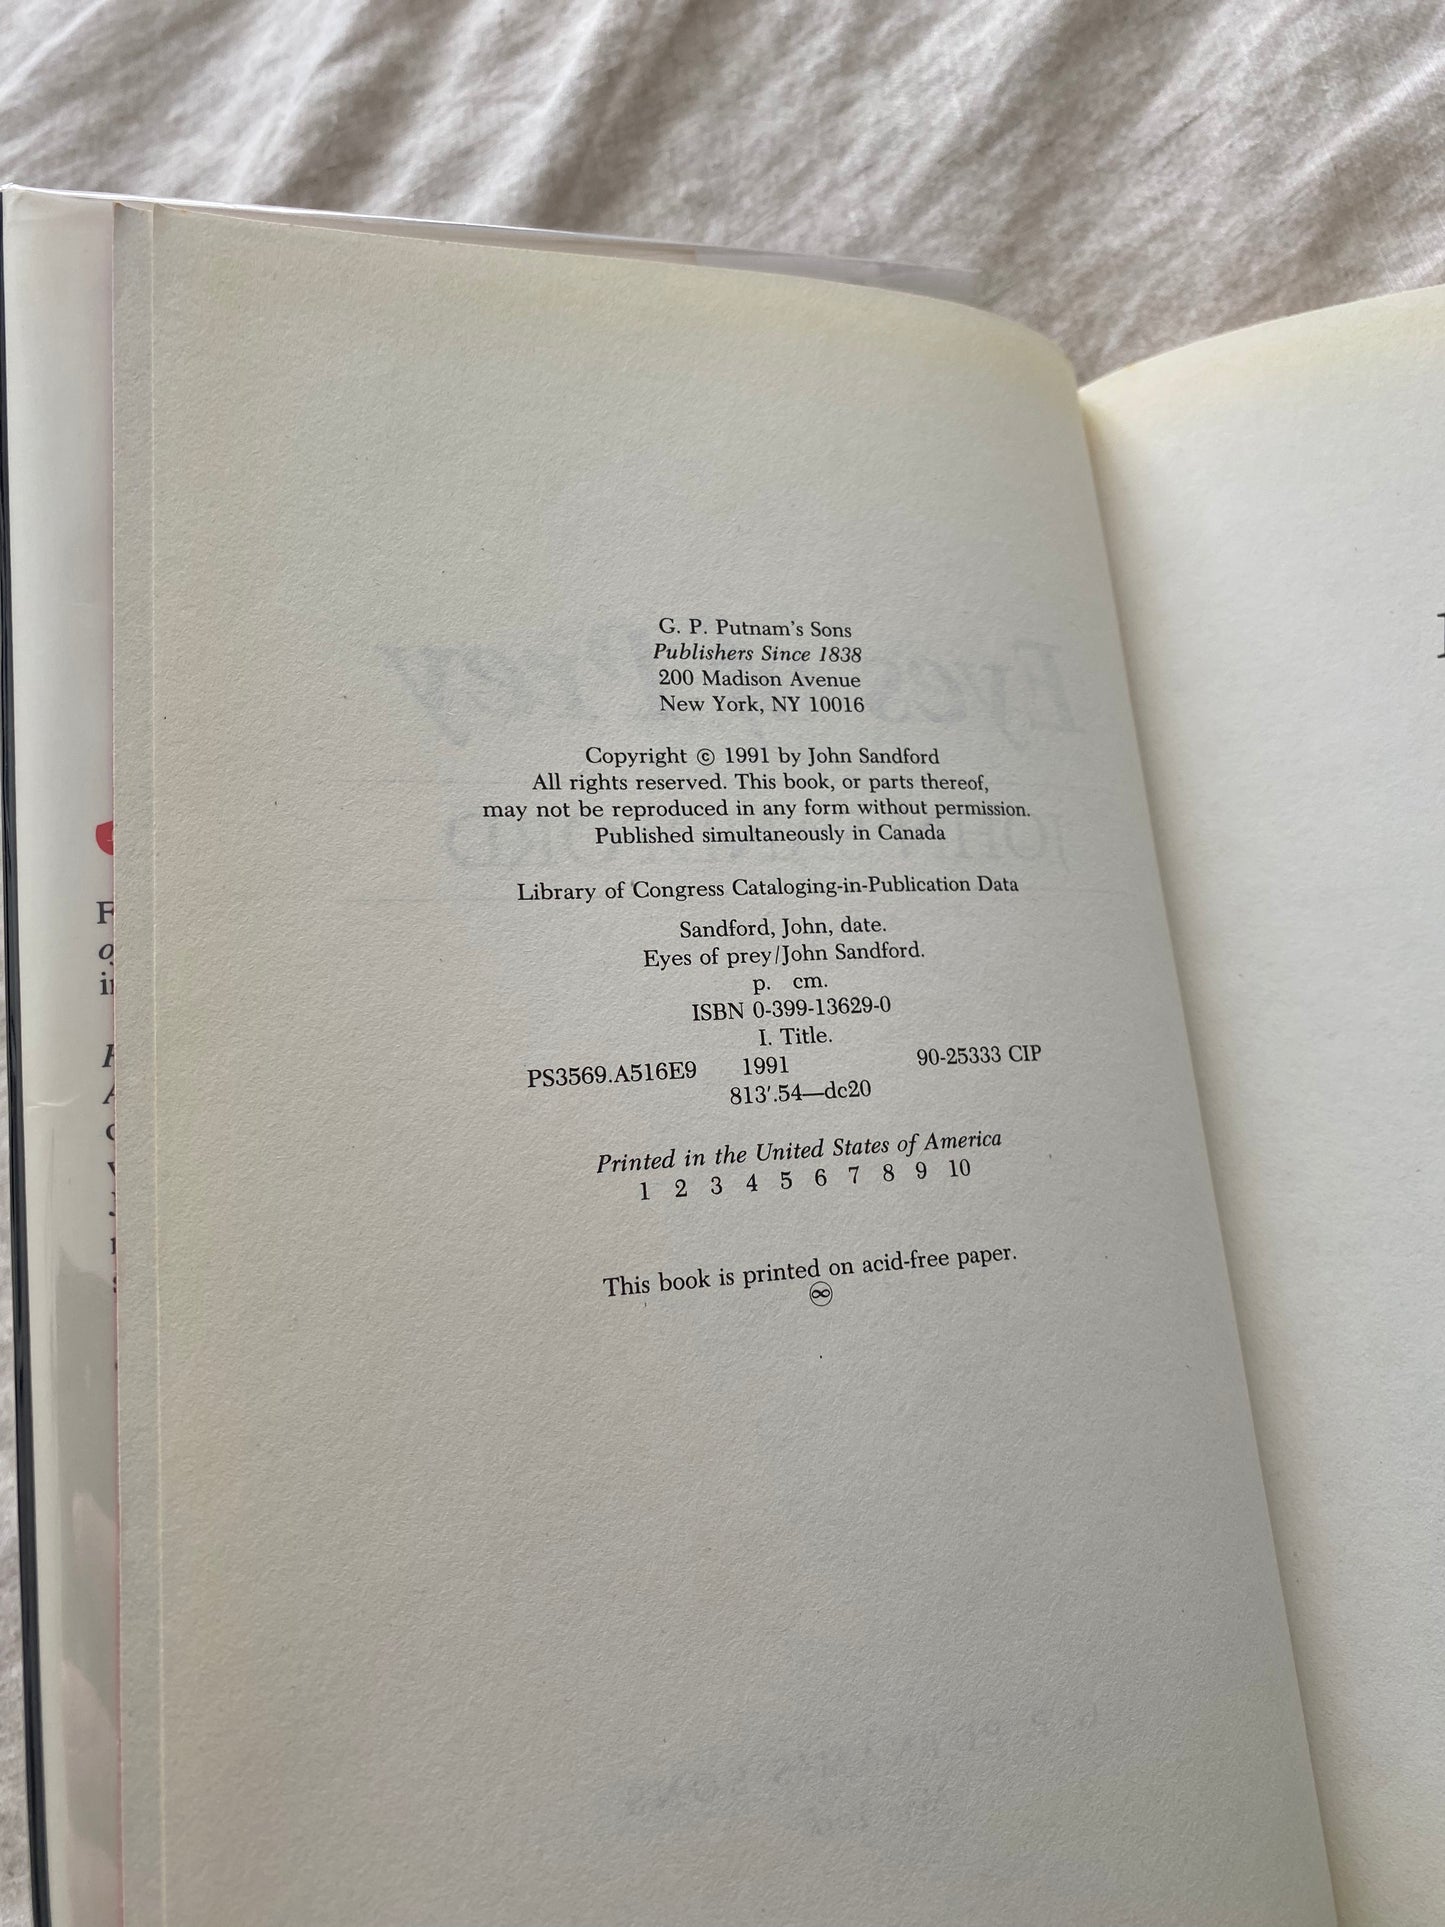 G. P. Putnam's Sons
Publishers Since 1838
200 Madison Avenue
New York, NY 10016
Copyright © 1991 by John Sandford
All rights reserved. This book, or parts thereof,
may not be reproduced in any form without permission.
Published simultaneously in Canada
Library of Congress Cataloging-in-Publication Data
Sandford, John, date.
Eyes of prey/John Sandford.
p. cm.
ISBN 0-399-13629-0
I. Title.
PS3569.A516E9 1991 90-25333 CIP
813'.54—dc20
Printed in the United States of America
1 2 3 4 5 6 7 8 9 10
This book is printed on acid-free paper.
♾